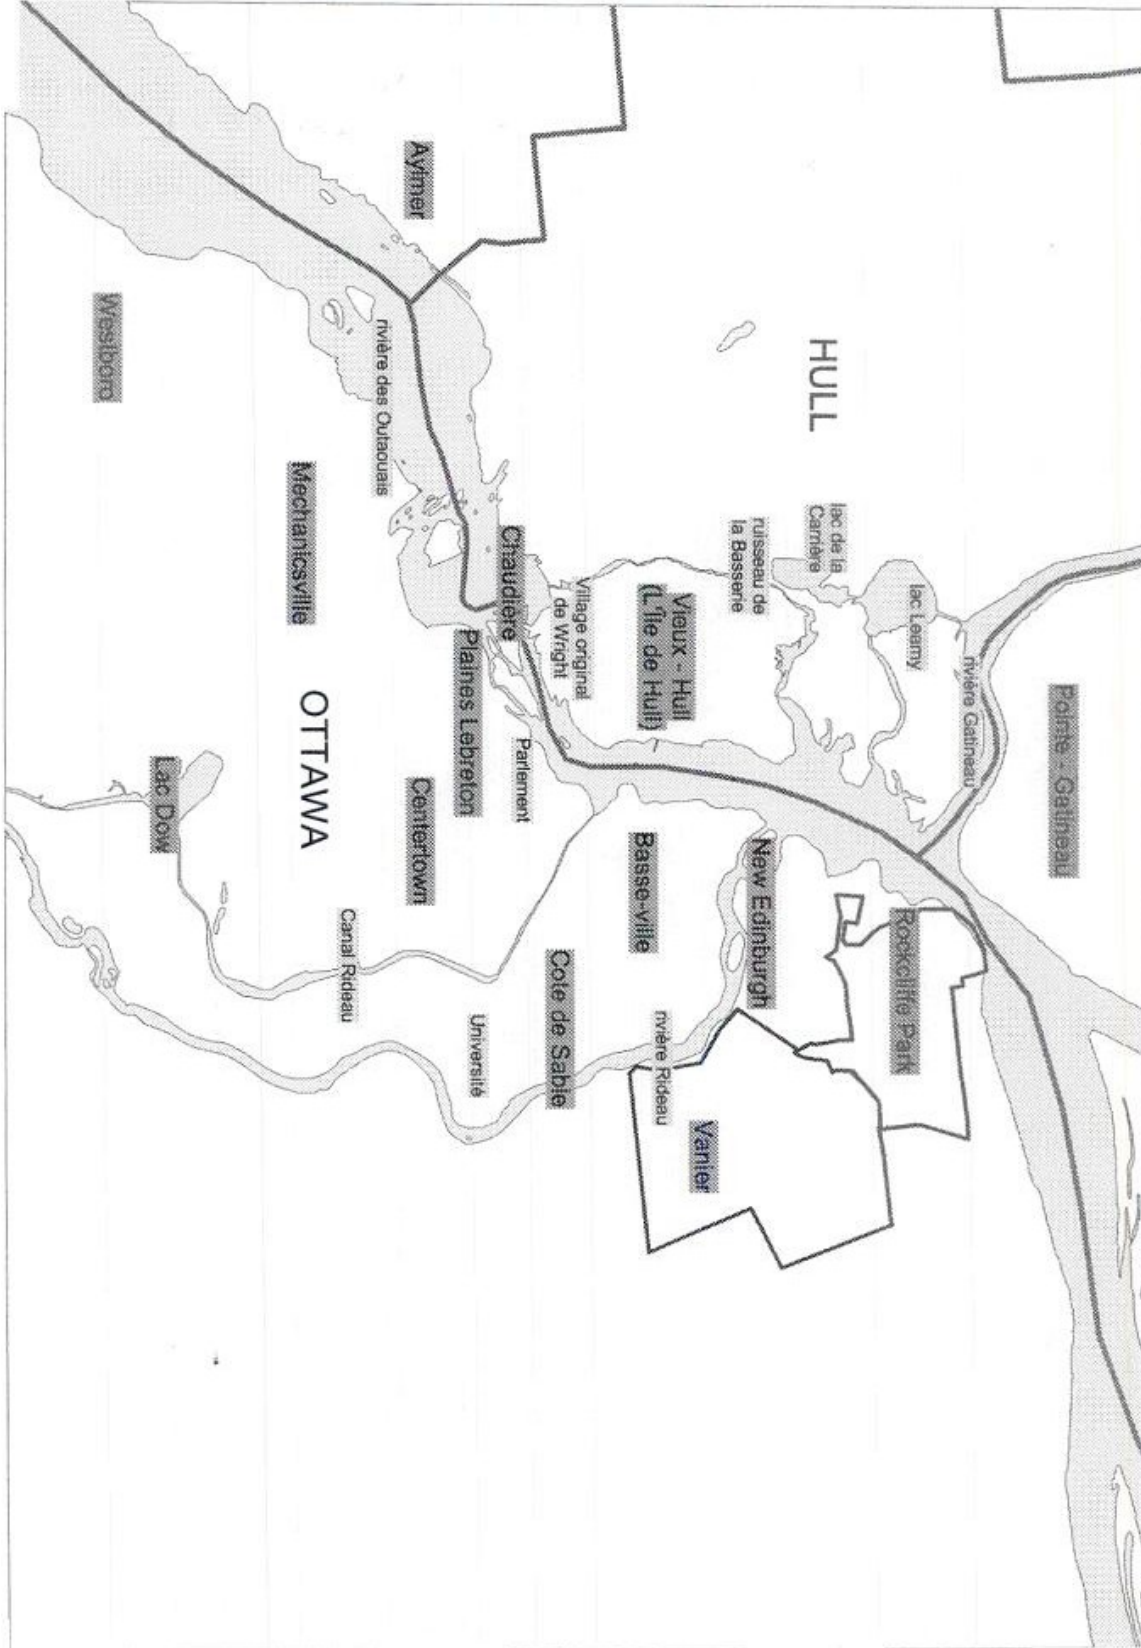 Pointe - Gatineau
rivière Gatineau
lac Leamy
lac de la
Carrière
HULL
ruisseau de
la Basserie
Rockcliffe Park
New Edinburgh
Vanier
Vieux - Hull
(L'Île de Hull)
rivière Rideau
Basse-ville
Village original
de Wright
Cote de Sable
Chaudière
Parlement
Plaines Lebreton
Université
Aylmer
Centertown
rivière des Outaouais
Canal Rideau
OTTAWA
Mechanicsville
Lac Dow
Westboro